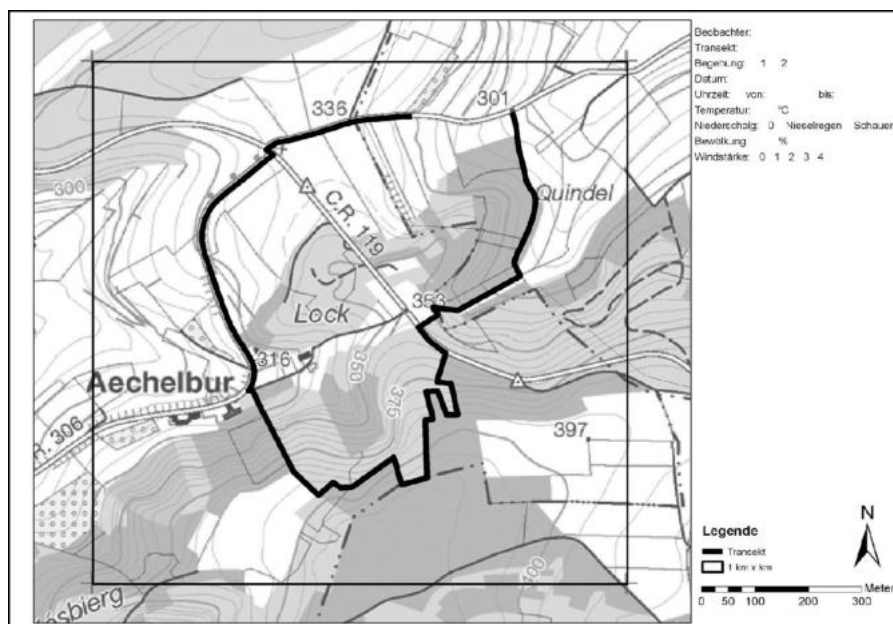 Beobachter:
Transekt:
Begehung: 1 2
Datum:
Uhrzeit: von: bis:
Temperatur: °C
Niederschalg: 0 Nieselregen Schauer
Bewölkung %
Windstärke: 0 1 2 3 4
336
301
300
Quindel
C.R. 119
353
Lock
316
350
Aechelbur
375
R. 306
397
400
Legende
Transekt
1 km x km
N
Meter
0 50 100 200 300